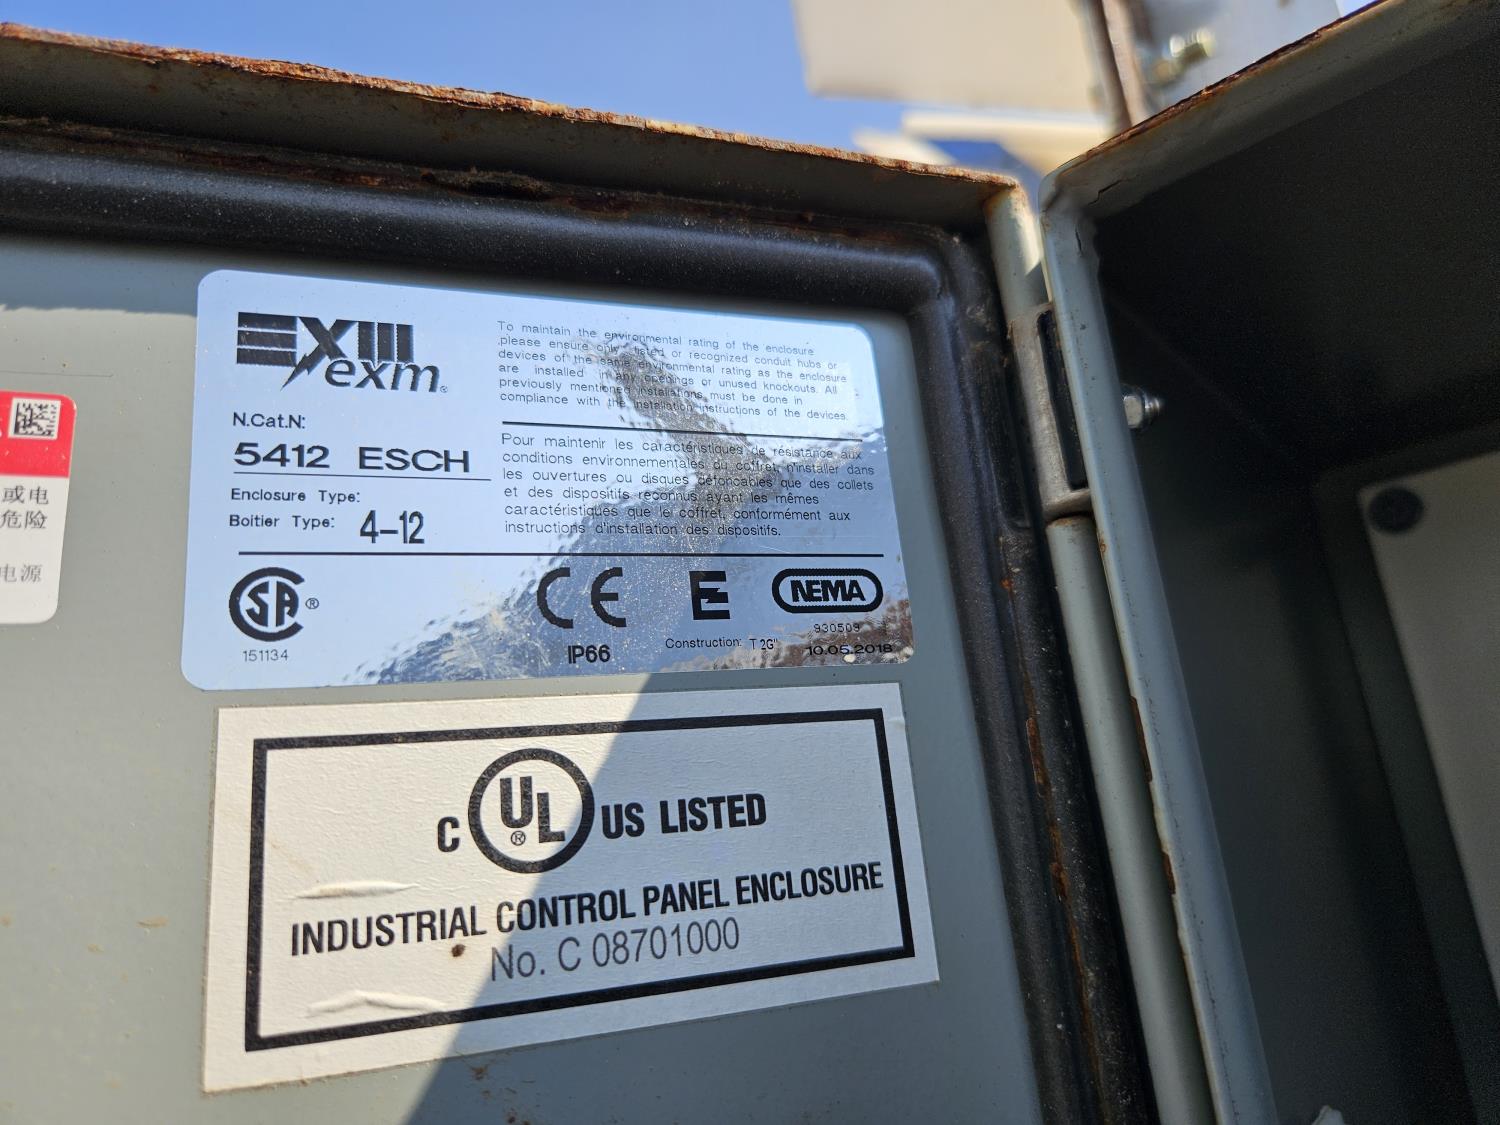 EXM
exm®
N.Cat.N:
5412 ESCH
Enclosure Type:
Boitier Type: 4-12
To maintain the environmental rating of the enclosure
,please ensure only listed or recognized conduit hubs or
devices of the same environmental rating as the enclosure
are installed in any openings or unused knockouts. All
previously mentioned installations must be done in
compliance with the installation instructions of the devices.
Pour maintenir les caractéristiques de résistance aux
conditions environnementales du coffret, n'installer dans
les ouvertures ou disques défonçables que des collets
et des dispositifs reconnus ayant les mêmes
caractéristiques que le coffret, conformément aux
instructions d'installation des dispositifs.
CSA®
151134
CE
IP66
Construction: T 2G"
NEMA
930509
10.05.2018
或电
危险
电源
C UL® US LISTED
INDUSTRIAL CONTROL PANEL ENCLOSURE
No. C 08701000